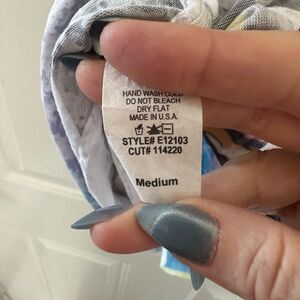 HAND WASH COLD
DO NOT BLEACH
DRY FLAT
MADE IN U.S.A.
STYLE# E12103
CUT# 114220
Medium